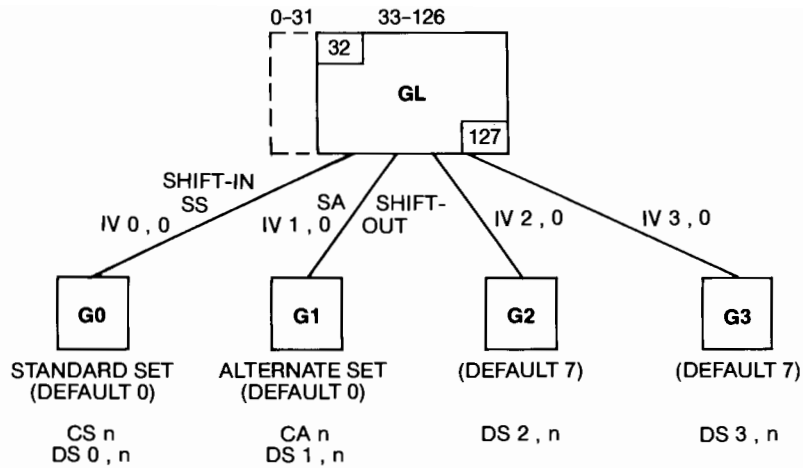 0-31 33-126
32
GL
127
SHIFT-IN
SS
IV 0 , 0
SA SHIFT-
IV 1 , 0 OUT
IV 2 , 0
IV 3 , 0
G0 G1 G2 G3
STANDARD SET ALTERNATE SET (DEFAULT 7) (DEFAULT 7)
(DEFAULT 0) (DEFAULT 0)
CS n CA n DS 2 , n DS 3 , n
DS 0 , n DS 1 , n